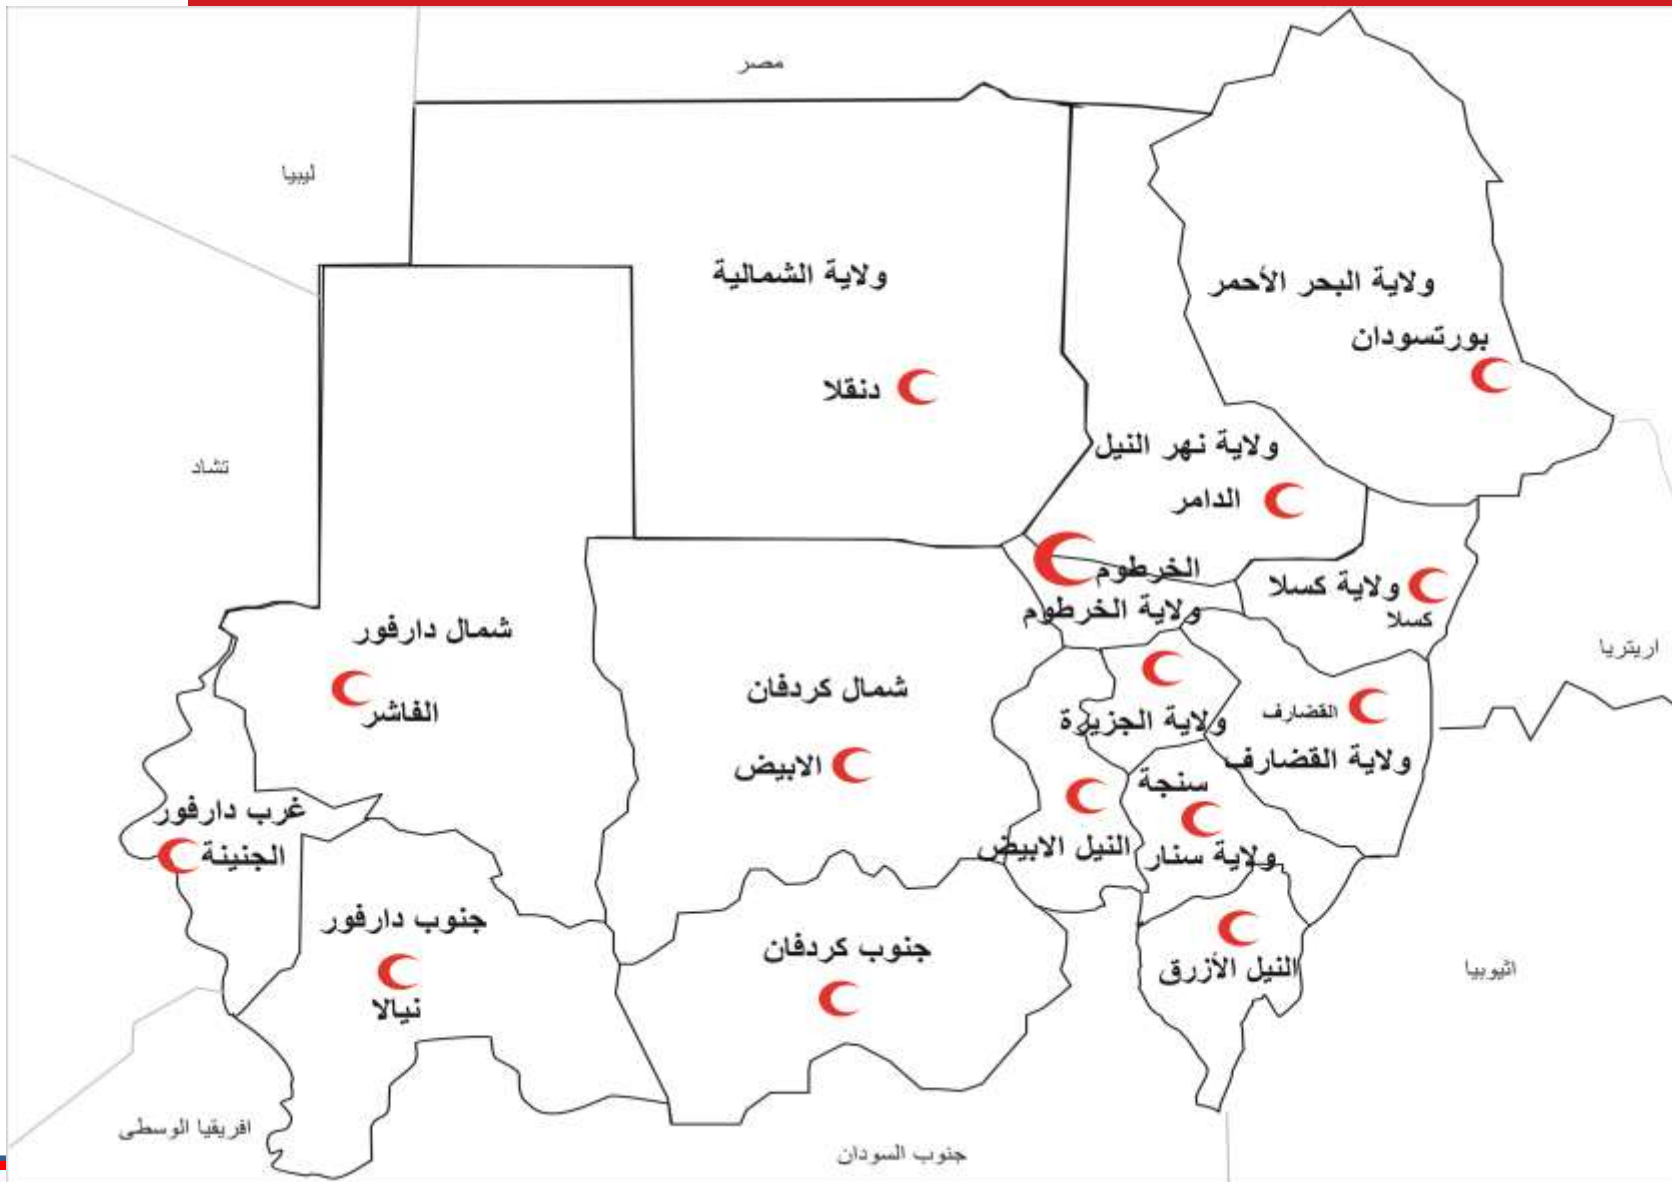 مصر
ليبيا
ولاية الشمالية
ولاية البحر الأحمر
بورتسودان
دنقلا
ولاية نهر النيل
تشاد
الدامر
الخرطوم
ولاية كسلا
ولاية الخرطوم
كسلا
شمال دارفور
اريتريا
شمال كردفان
الفاشر
القضارف
ولاية الجزيرة
ولاية القضارف
الابيض
سنجة
غرب دارفور
النيل الابيض
ولاية سنار
الجنينة
جنوب دارفور
جنوب كردفان
النيل الأزرق
اثيوبيا
نيالا
افريقيا الوسطى
جنوب السودان